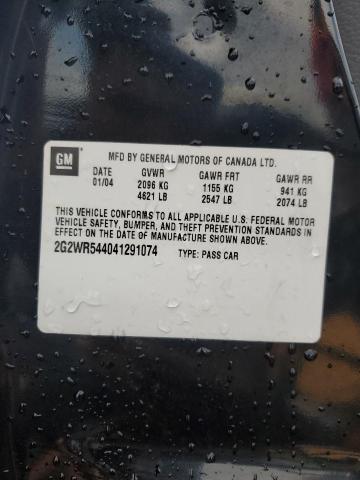 GM
MFD BY GENERAL MOTORS OF CANADA LTD.
DATE GVWR GAWR FRT GAWR RR
01/04 2096 KG 1155 KG 941 KG
4621 LB 2547 LB 2074 LB
THIS VEHICLE CONFORMS TO ALL APPLICABLE U.S. FEDERAL MOTOR
VEHICLE SAFETY, BUMPER, AND THEFT PREVENTION STANDARDS IN
EFFECT ON THE DATE OF MANUFACTURE SHOWN ABOVE.
2G2WR544041291074 TYPE: PASS CAR